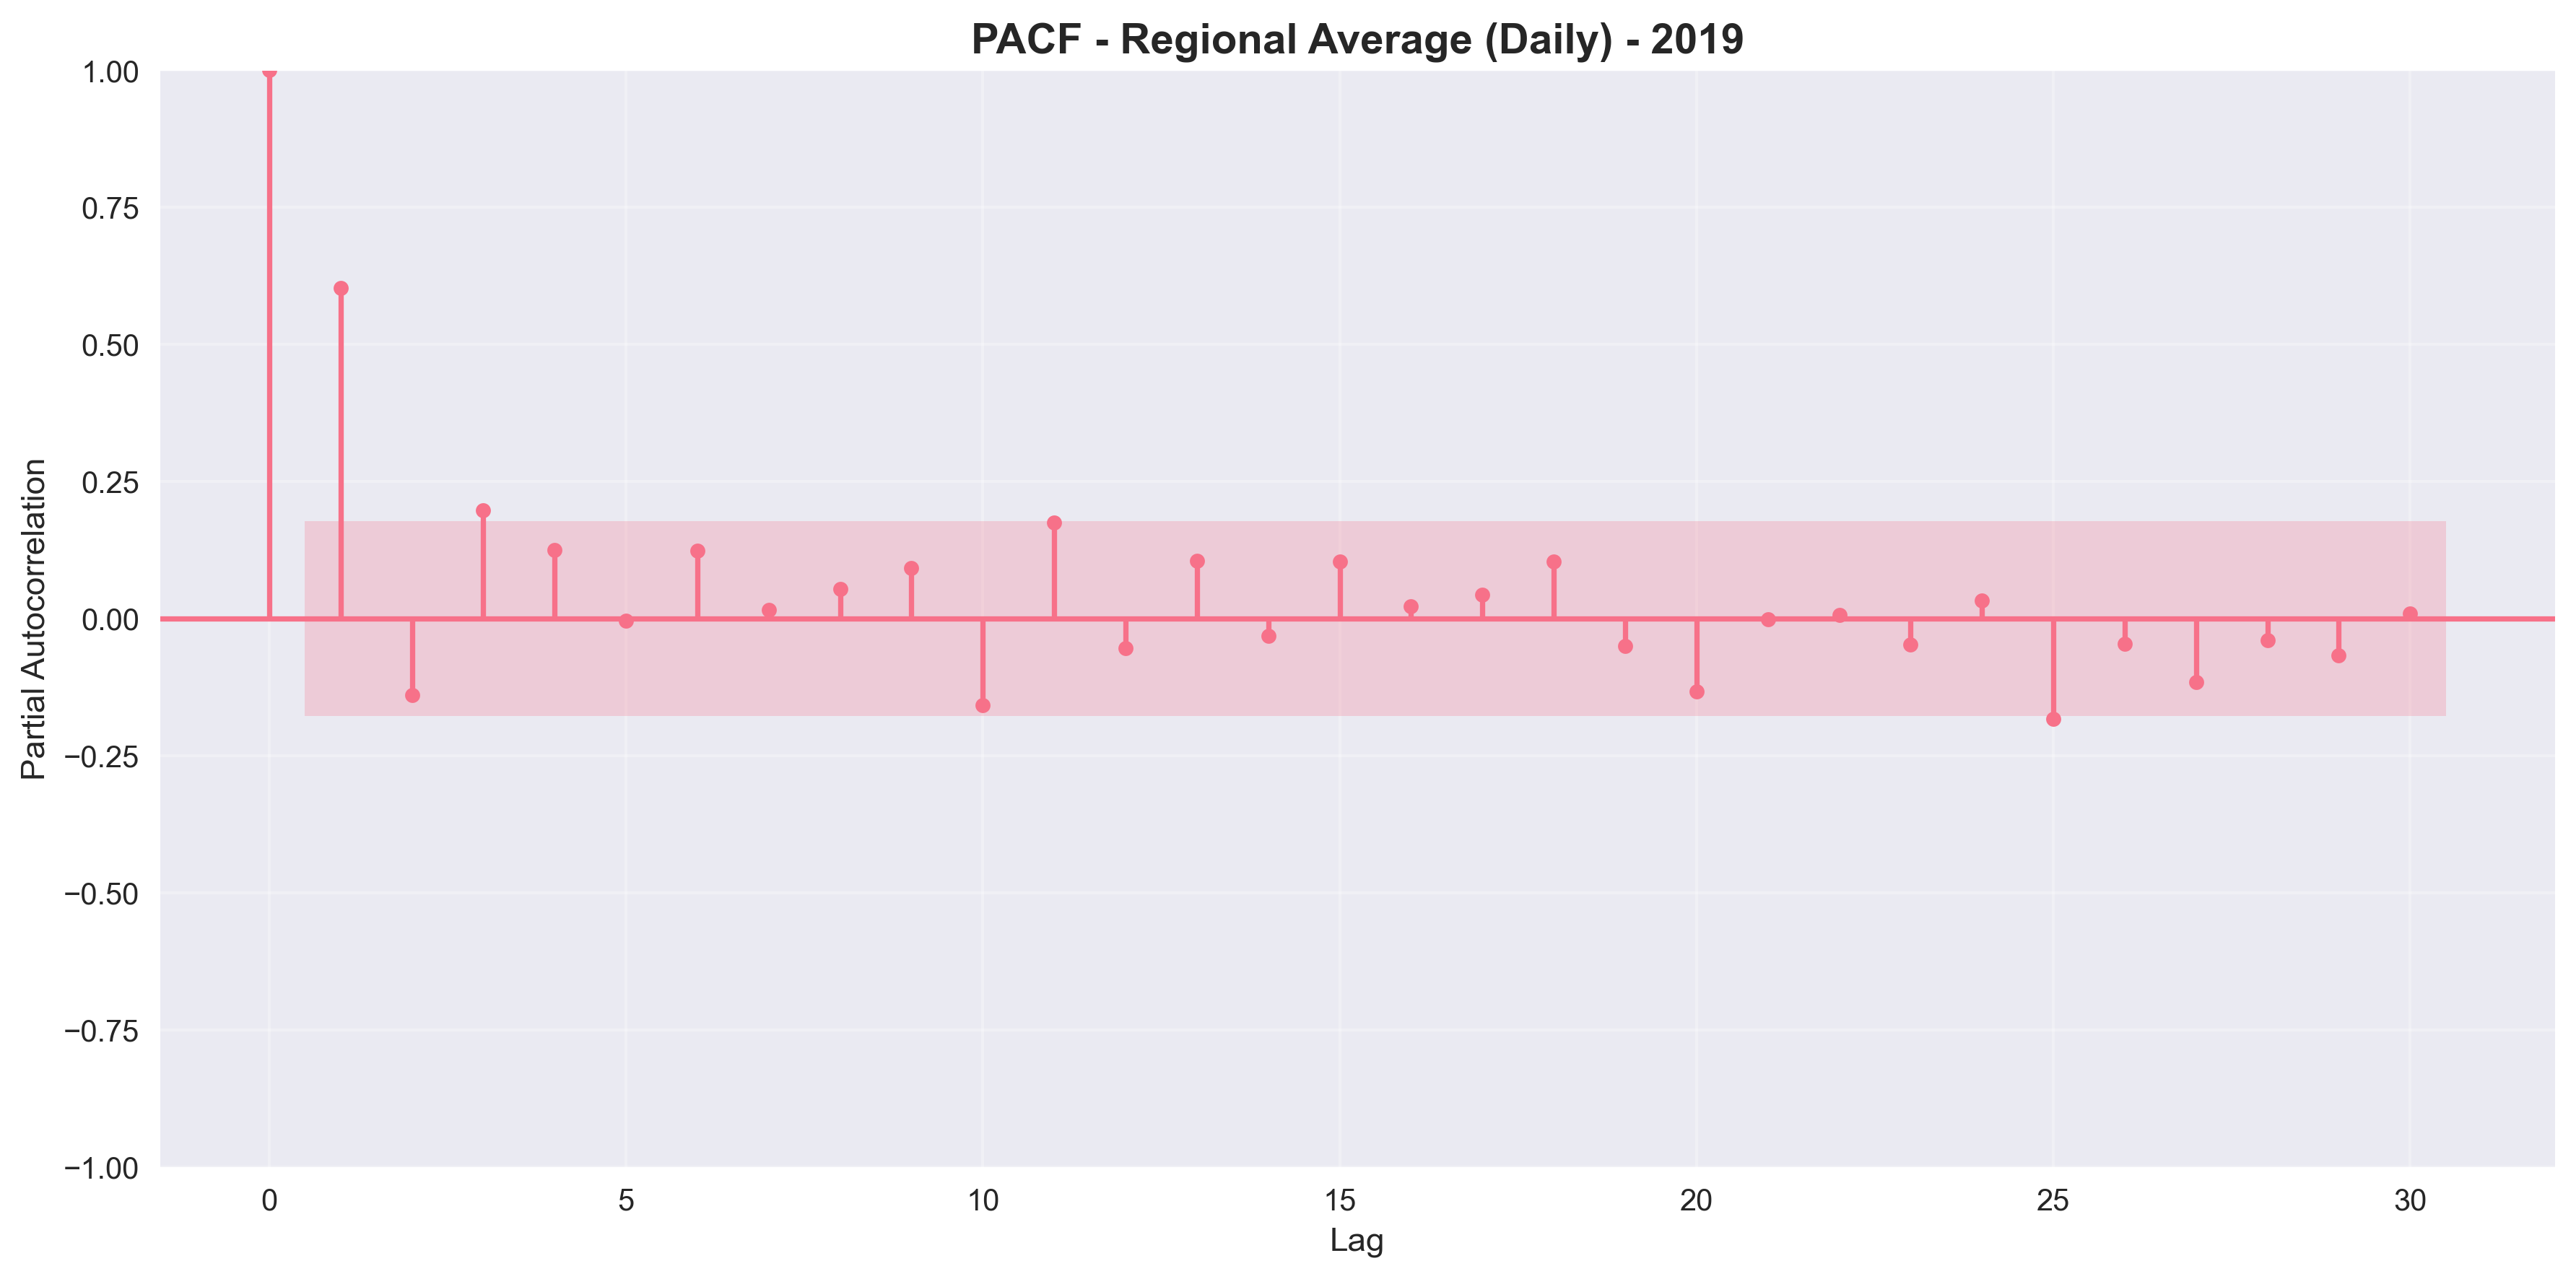 PACF - Regional Average (Daily) - 2019
1.00
0.75
0.50
0.25
0.00
−0.25
−0.50
−0.75
−1.00
Partial Autocorrelation
0 5 10 15 20 25 30
Lag